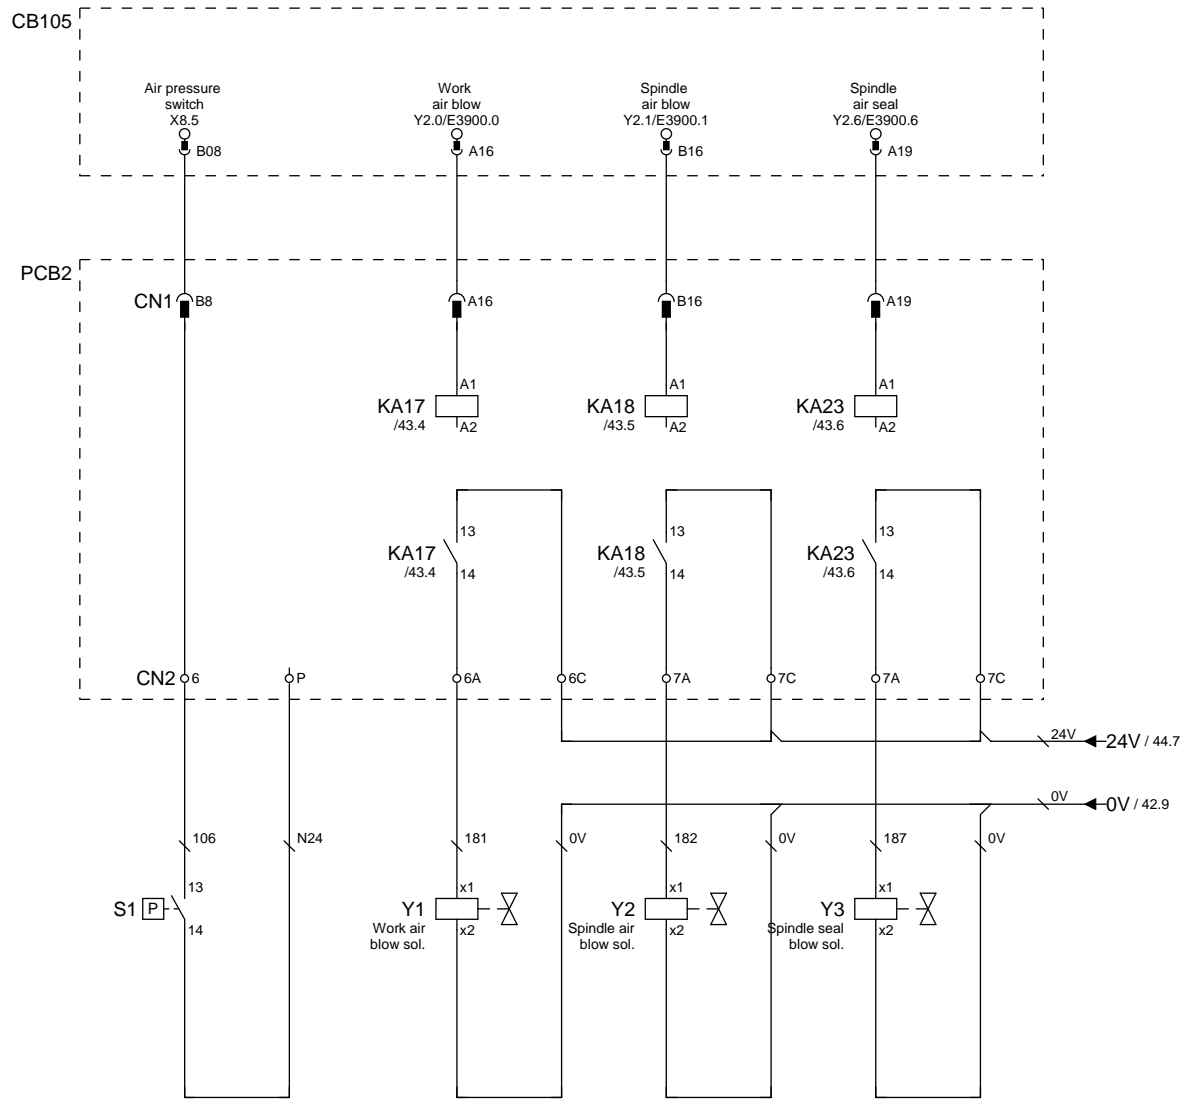 CB105
Air pressure
switch
X8.5
Work
air blow
Y2.0/E3900.0
Spindle
air blow
Y2.1/E3900.1
Spindle
air seal
Y2.6/E3900.6
B08
A16
B16
A19
PCB2
CN1
B8
A16
B16
A19
A1
A1
A1
KA17
KA18
KA23
/43.4
A2
/43.5
A2
/43.6
A2
13
13
13
KA17
KA18
KA23
/43.4
14
/43.5
14
/43.6
14
CN2
6
P
6A
6C
7A
7C
7A
7C
24V
24V / 44.7
0V
0V / 42.9
106
N24
181
0V
182
0V
187
0V
13
x1
x1
x1
S1
P
Y1
Y2
Y3
14
Work air
blow sol.
x2
Spindle air
blow sol.
x2
Spindle seal
blow sol.
x2